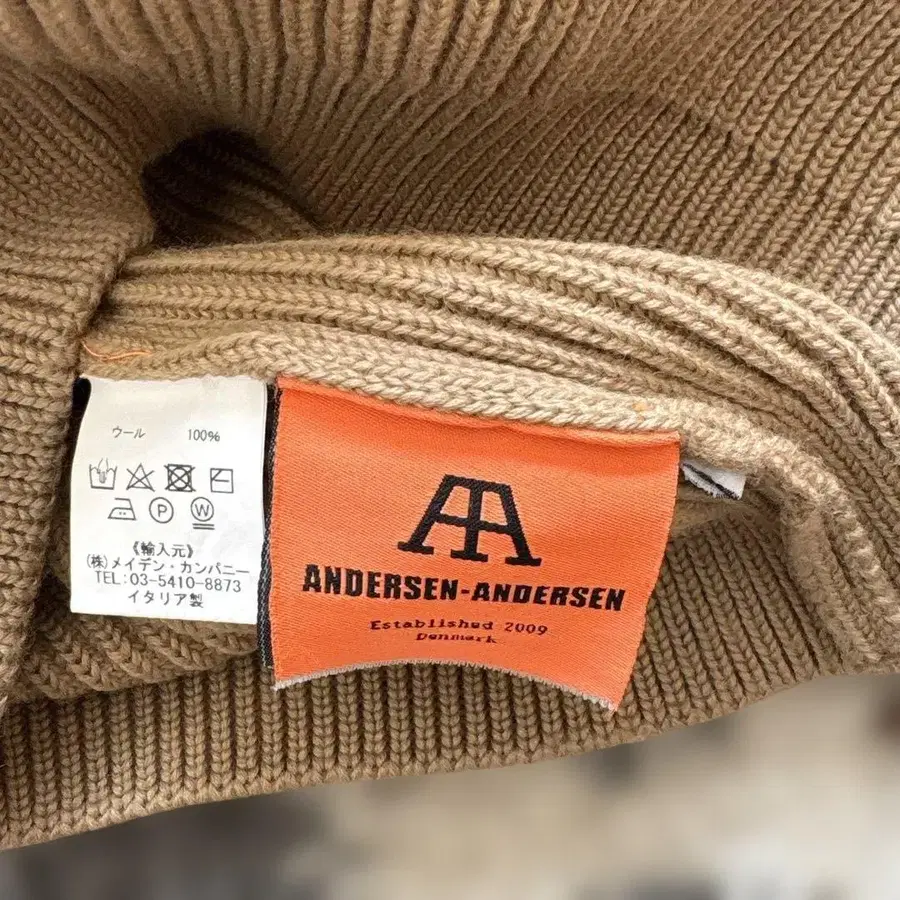 ウール 100%
P W
《輸入元》
(株)メイデン・カンパニー
TEL:03-5410-8873
イタリア製
AA
ANDERSEN-ANDERSEN
Established 2009
Denmark